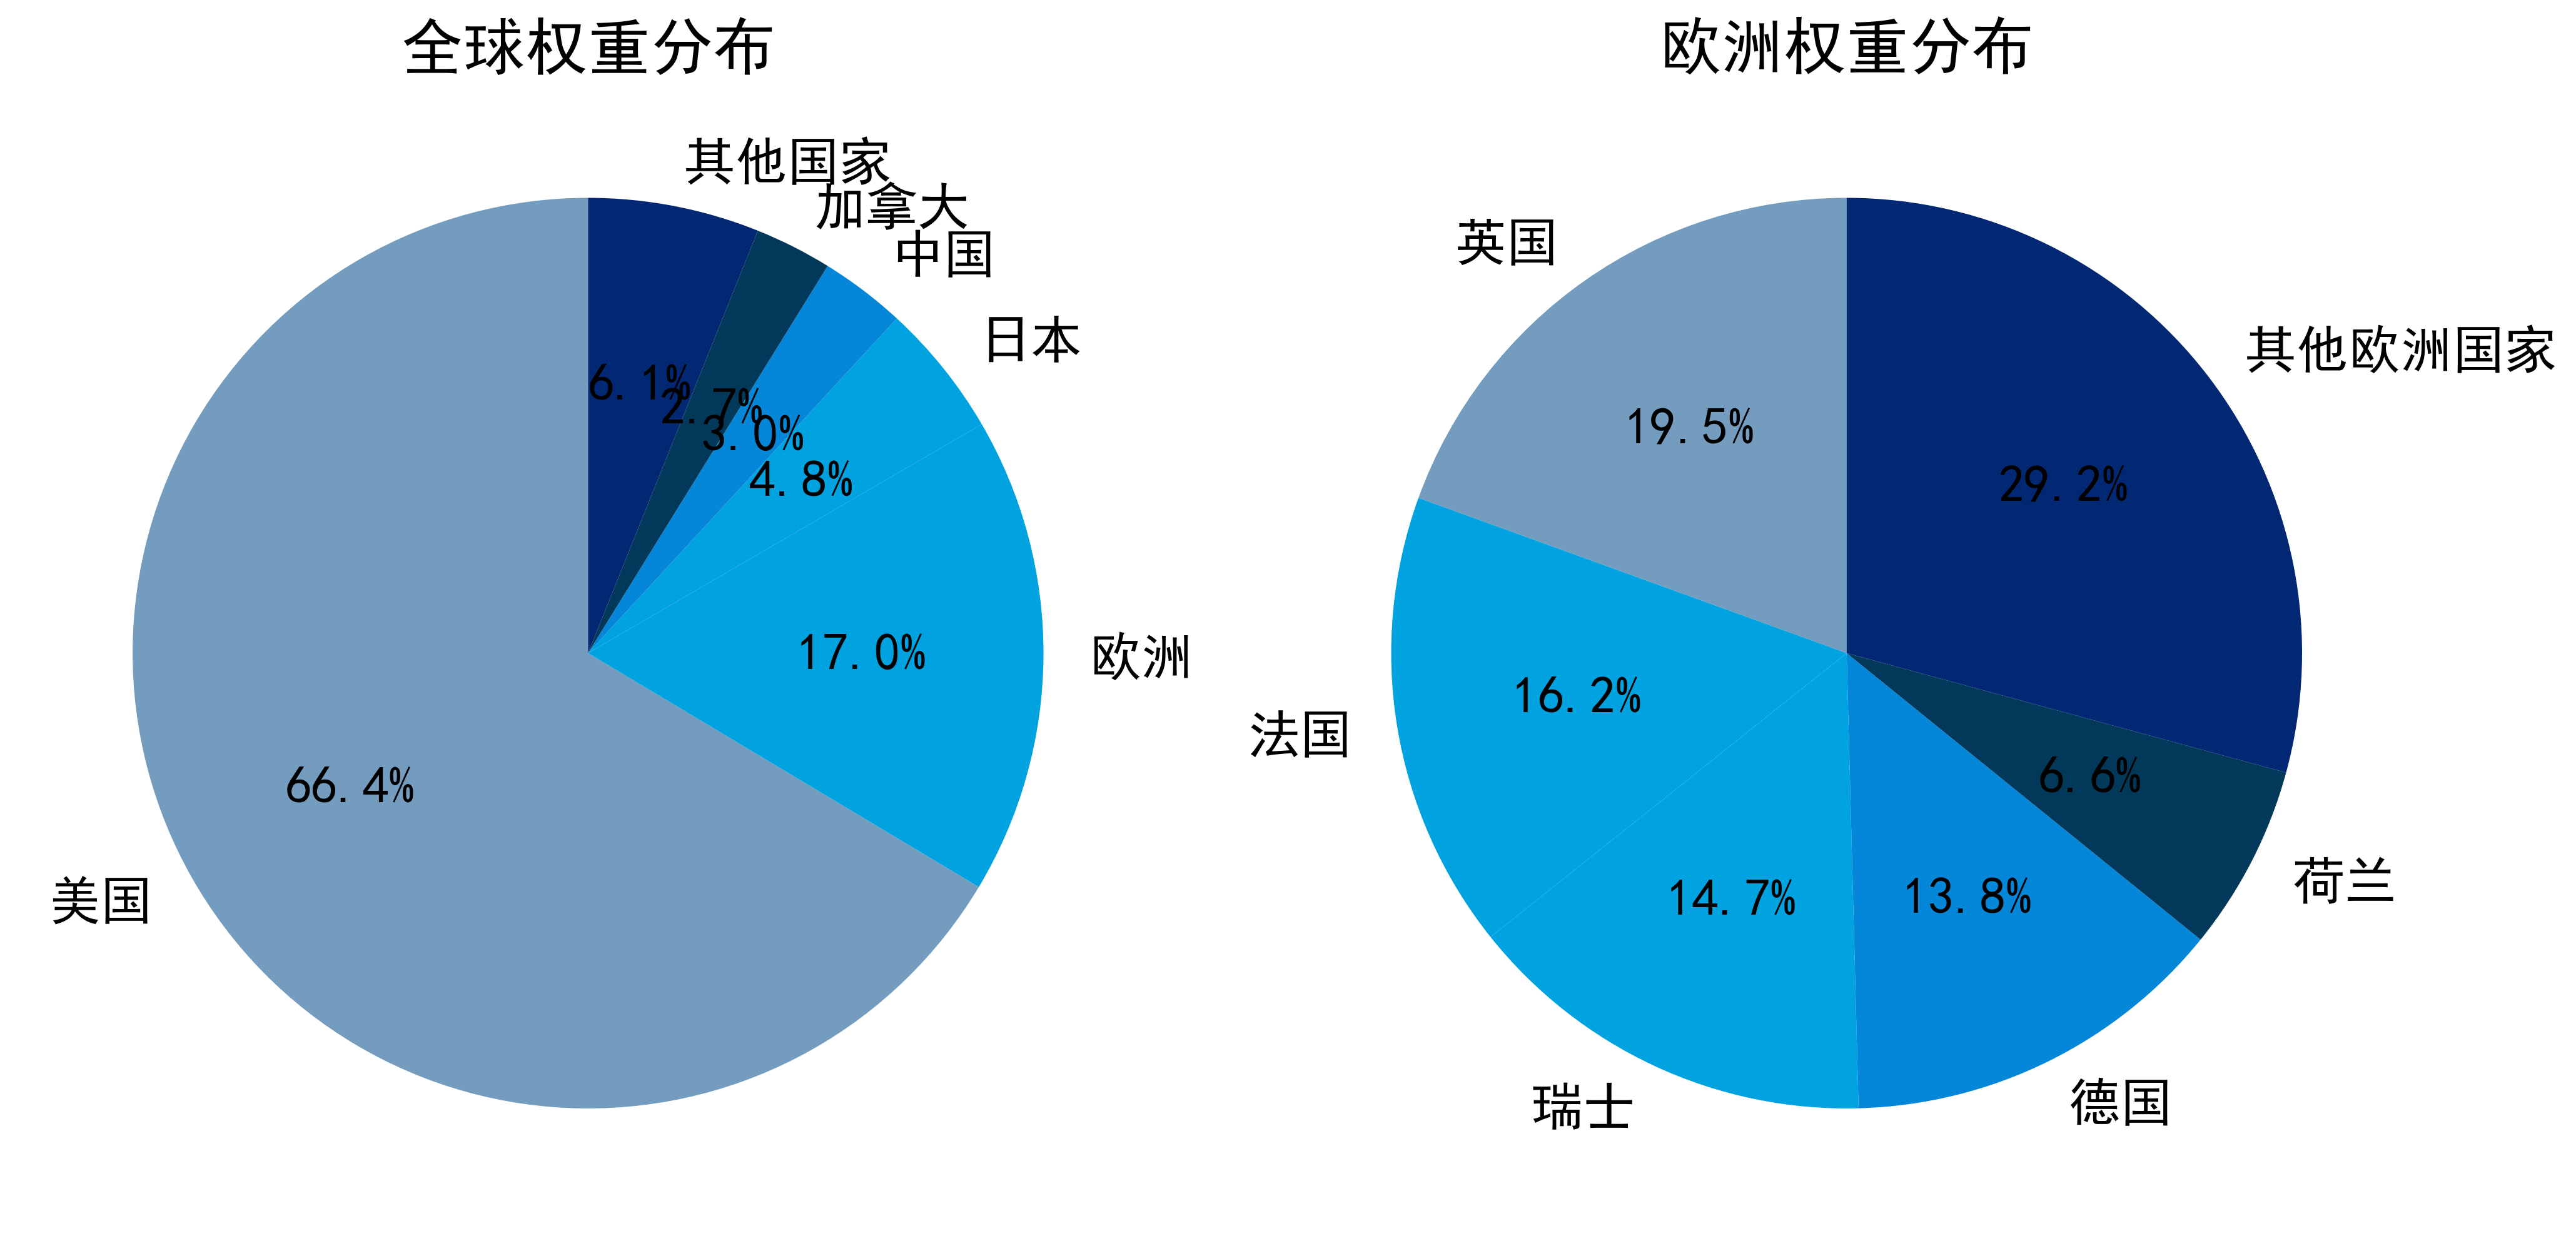 全球权重分布
其他国家
加拿大
中国
日本
欧洲
美国
6.1%
2.7%
3.0%
4.8%
17.0%
66.4%
欧洲权重分布
英国
其他欧洲国家
法国
荷兰
瑞士
德国
19.5%
29.2%
16.2%
6.6%
14.7%
13.8%